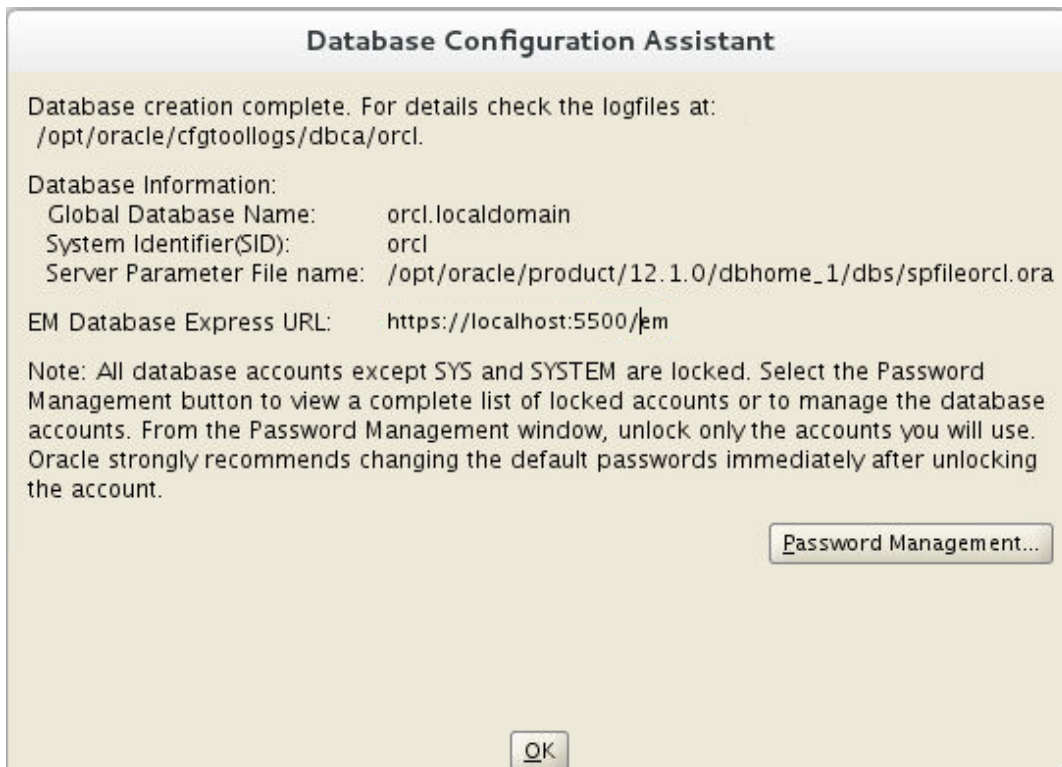 Database Configuration Assistant
Database creation complete. For details check the logfiles at:
/opt/oracle/cfgtoollogs/dbca/orcl.
Database Information:
Global Database Name: orcl.localdomain
System Identifier(SID): orcl
Server Parameter File name: /opt/oracle/product/12.1.0/dbhome_1/dbs/spfileorcl.ora
EM Database Express URL: https://localhost:5500/em
Note: All database accounts except SYS and SYSTEM are locked. Select the Password
Management button to view a complete list of locked accounts or to manage the database
accounts. From the Password Management window, unlock only the accounts you will use.
Oracle strongly recommends changing the default passwords immediately after unlocking
the account.
Password Management...
OK